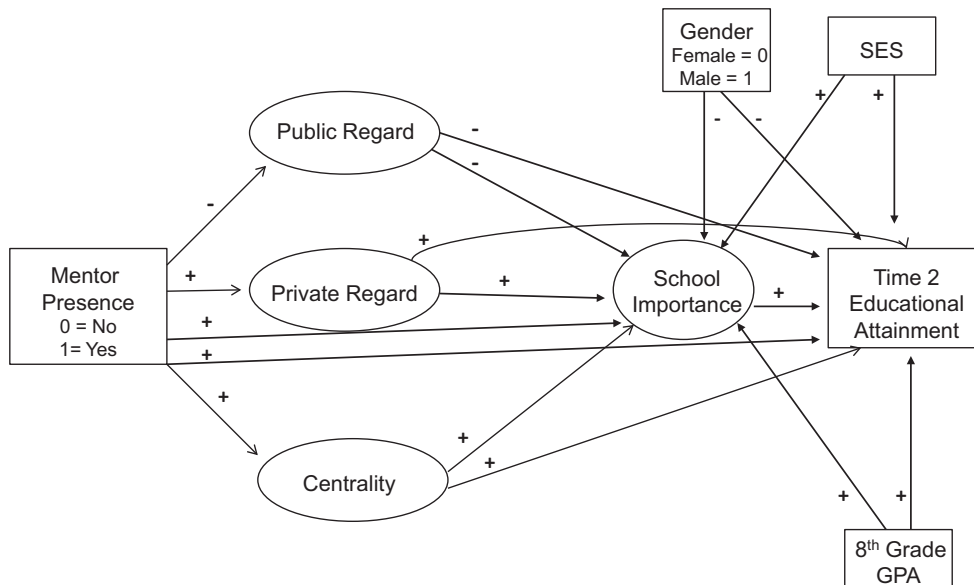 Gender
Female = 0
Male = 1
SES
+
+
-
-
Public Regard
-
-
-
+
Mentor
Presence
0 = No
1= Yes
+
Private Regard
+
School
Importance
+
Time 2
Educational
Attainment
+
+
+
Centrality
+
+
+
+
8th Grade
GPA